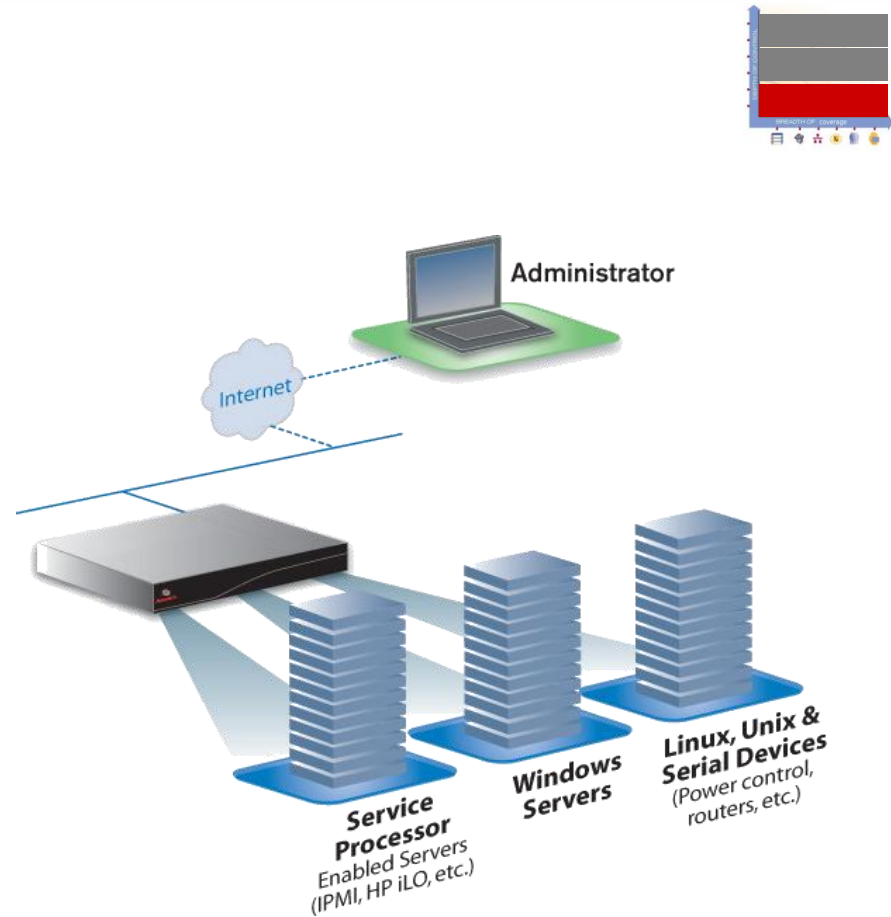 BREADTH OF coverage
Administrator
Internet
Service
Processor
Enabled Servers
(IPMI, HP iLO, etc.)
Windows
Servers
Linux, Unix &
Serial Devices
(Power control,
routers, etc.)